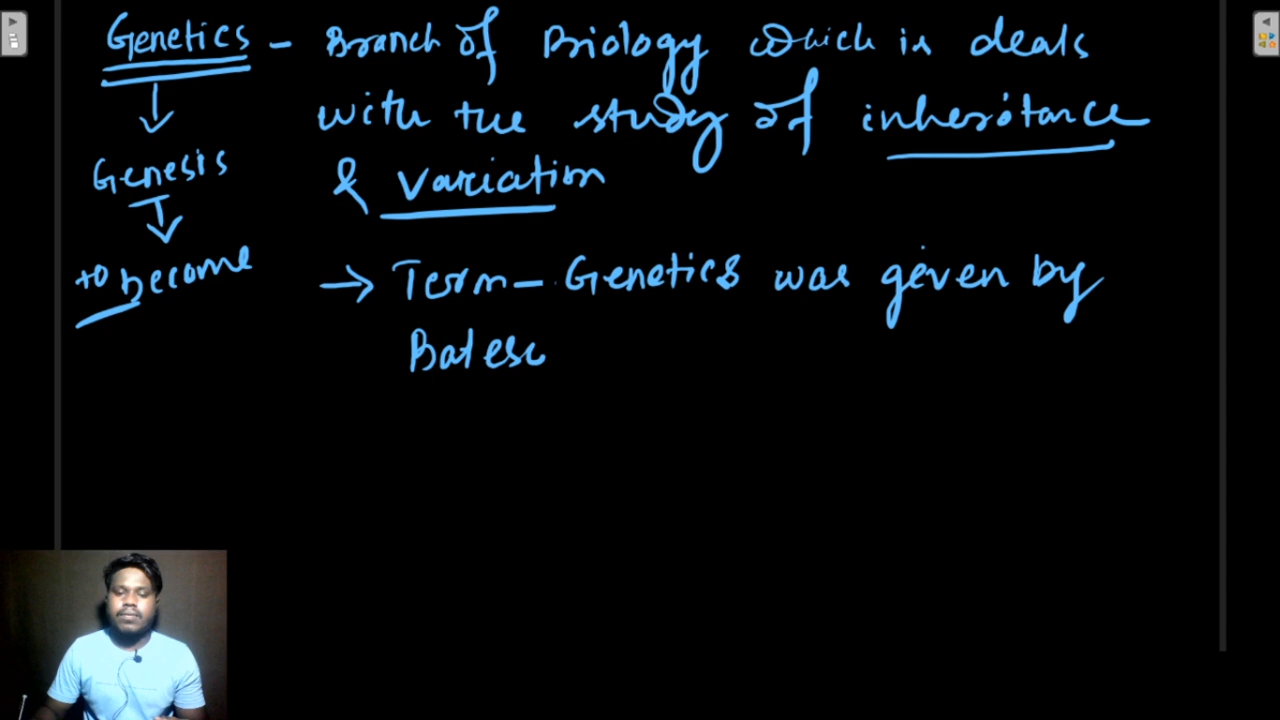 Genetics - Branch of Biology which is deals
with the study of inheritance
& variation
Genesis
to become
→ Term - Genetics was given by
Bateso